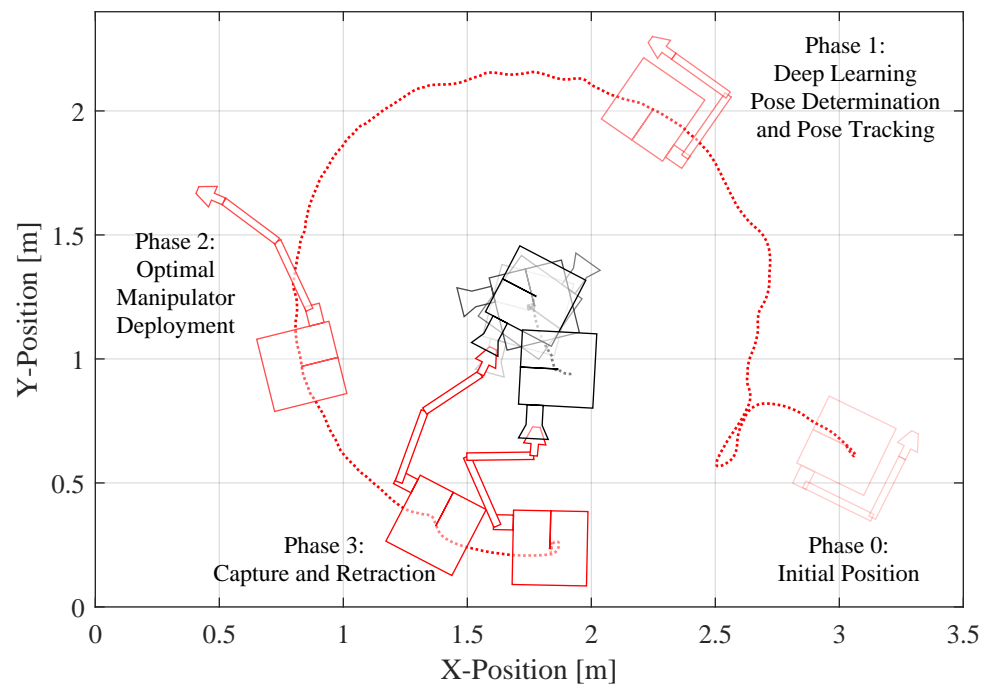 Phase 1:
Deep Learning
Pose Determination
and Pose Tracking
Phase 2:
Optimal
Manipulator
Deployment
Phase 3:
Capture and Retraction
Phase 0:
Initial Position
Y-Position [m]
2
1.5
1
0.5
0
0 0.5 1 1.5 2 2.5 3 3.5
X-Position [m]